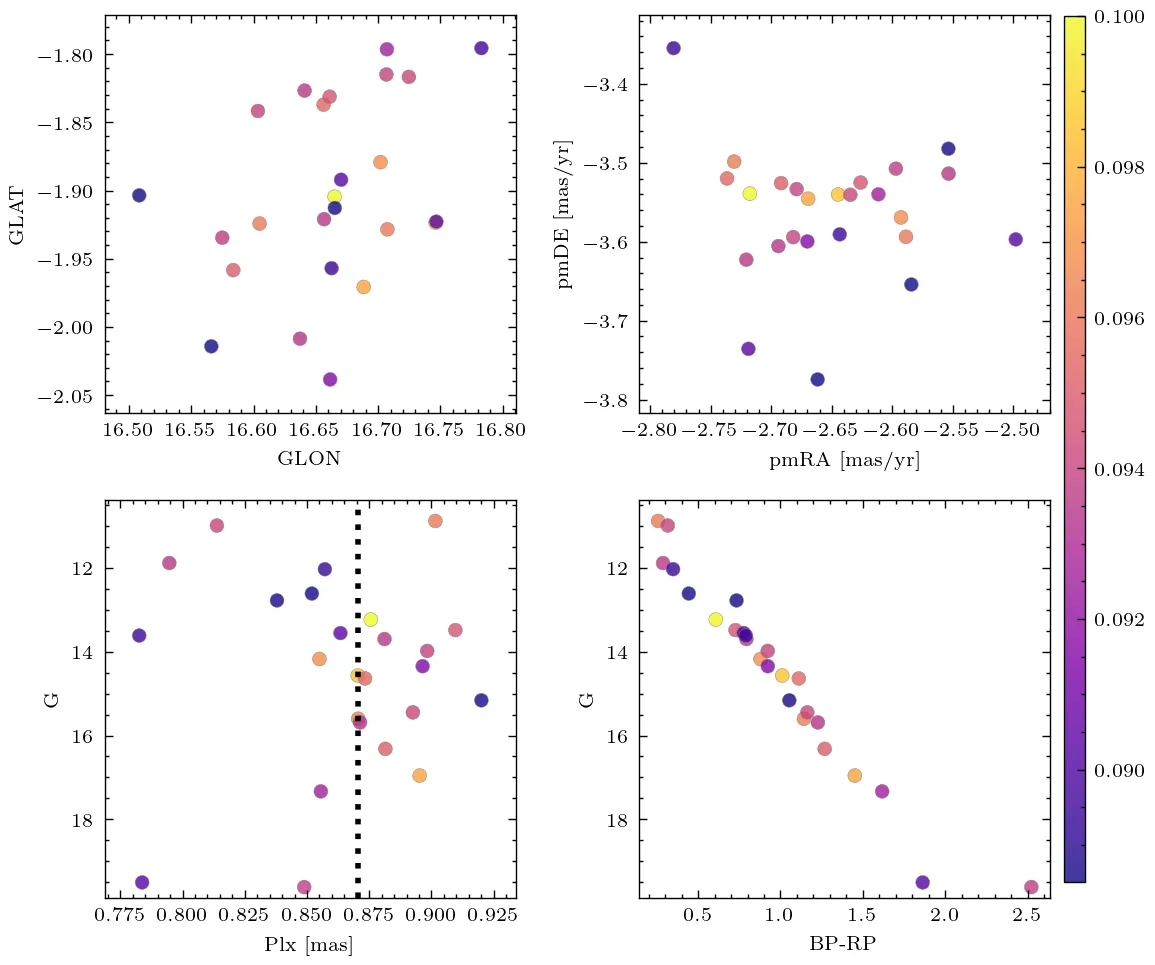 −1.80
−1.85
−1.90
−1.95
−2.00
−2.05
GLAT
16.50 16.55 16.60 16.65 16.70 16.75 16.80
GLON
−3.4
−3.5
−3.6
−3.7
−3.8
pmDE [mas/yr]
−2.80 −2.75 −2.70 −2.65 −2.60 −2.55 −2.50
pmRA [mas/yr]
0.100
0.098
0.096
0.094
0.092
0.090
12
14
16
18
G
0.775 0.800 0.825 0.850 0.875 0.900 0.925
Plx [mas]
12
14
16
18
G
0.5 1.0 1.5 2.0 2.5
BP-RP